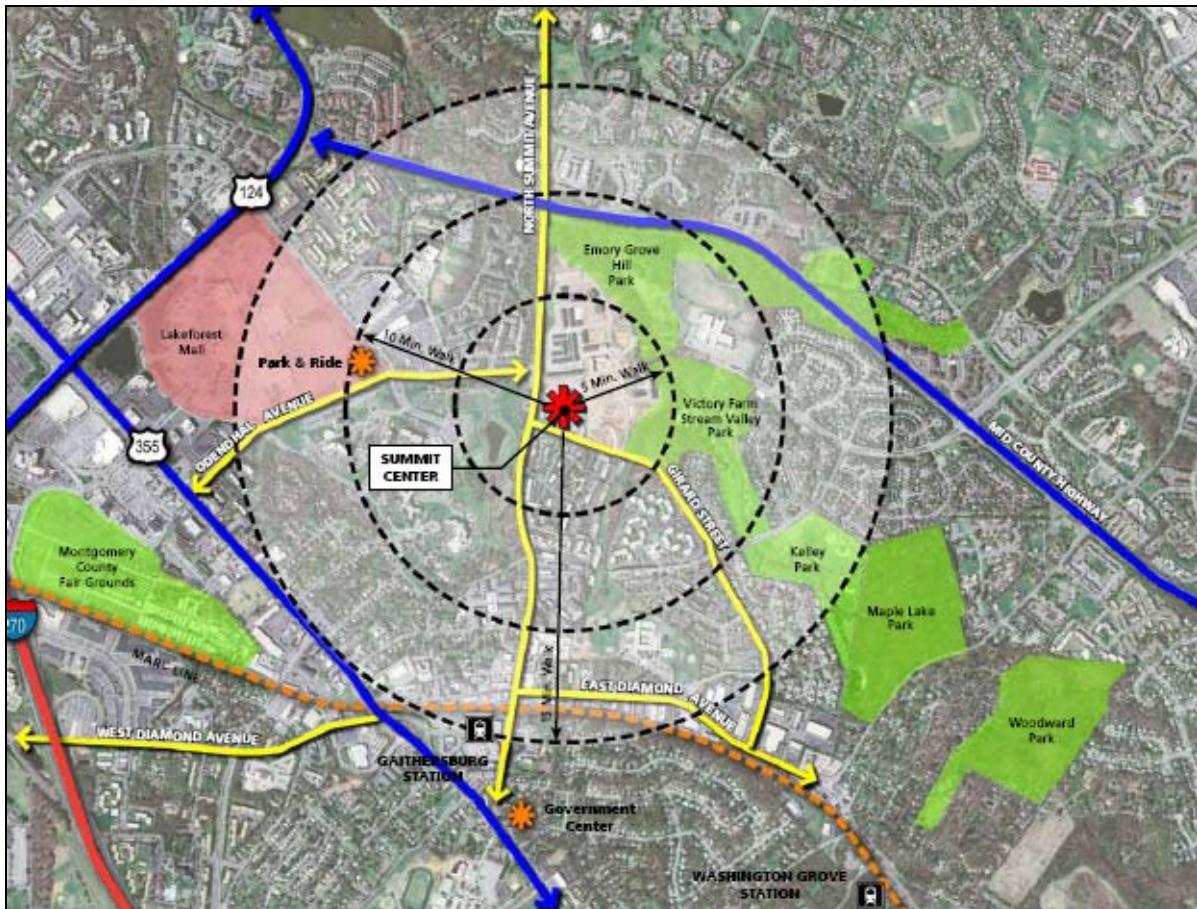 124
NORTH SUMMIT AVENUE
Emory Grove
Hill
Park
Lakeforest
Mall
10 Min. Walk
Park & Ride
5 Min. Walk
Victory Farm
Stream Valley
Park
ODENDHAL AVENUE
MID COUNTY HIGHWAY
355
SUMMIT
CENTER
GIRARD STREET
Montgomery
County
Fair Grounds
Kelley
Park
Maple Lake
Park
270
MARC LINE
15 Min. Walk
EAST DIAMOND AVENUE
WEST DIAMOND AVENUE
Woodward
Park
GAITHERSBURG
STATION
Government
Center
WASHINGTON GROVE
STATION